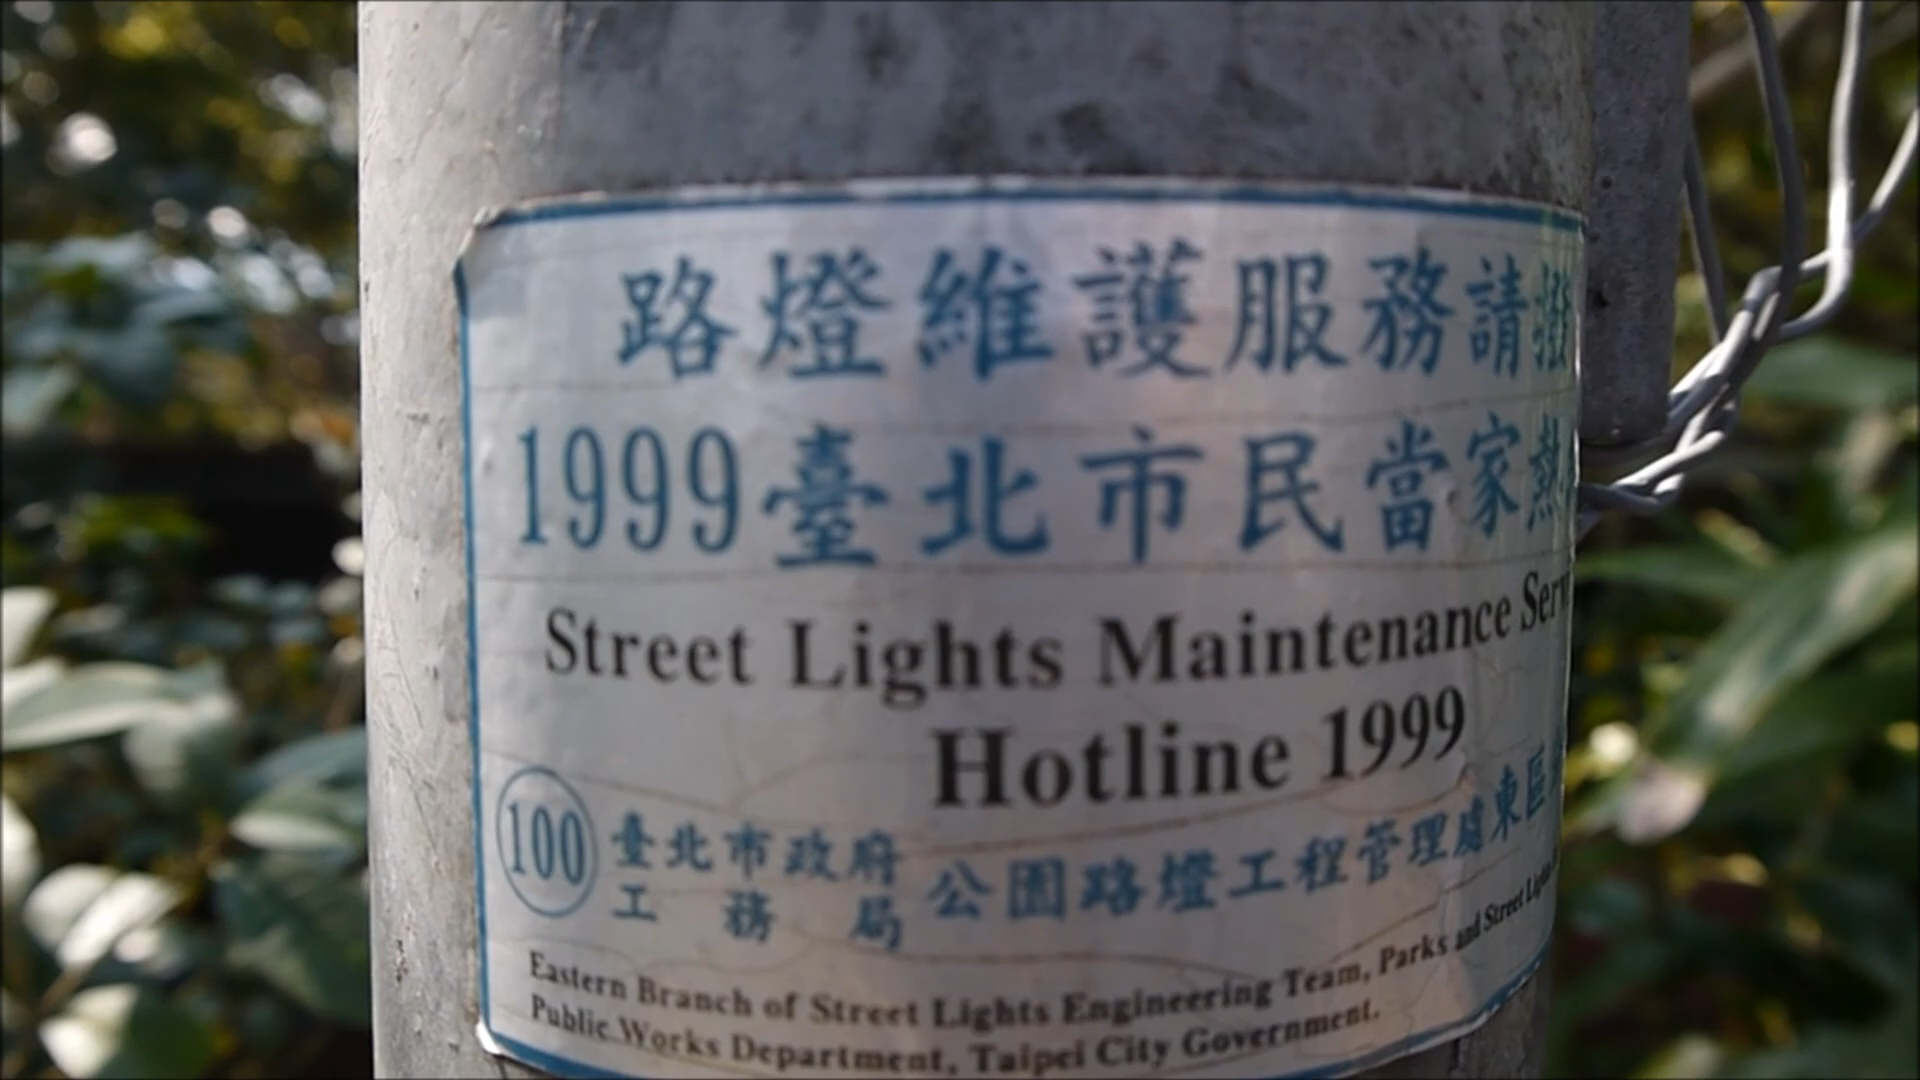 路燈維護服務請撥
1999臺北市民當家熱
Street Lights Maintenance Serv
Hotline 1999
100 臺北市政府工務局 公園路燈工程管理處東區
Eastern Branch of Street Lights Engineering Team, Parks and Street Lights
Public Works Department, Taipei City Government.